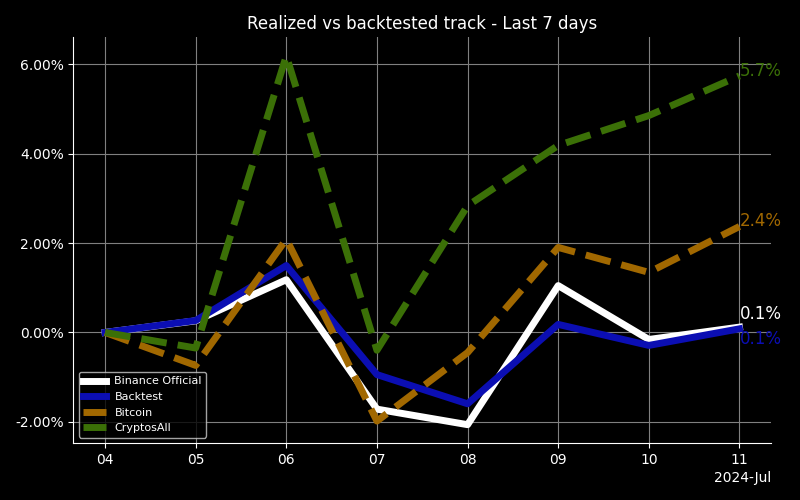 Realized vs backtested track - Last 7 days
6.00%
4.00%
2.00%
0.00%
-2.00%
5.7%
2.4%
0.1%
0.1%
Binance Official
Backtest
Bitcoin
CryptosAll
04 05 06 07 08 09 10 11
2024-Jul